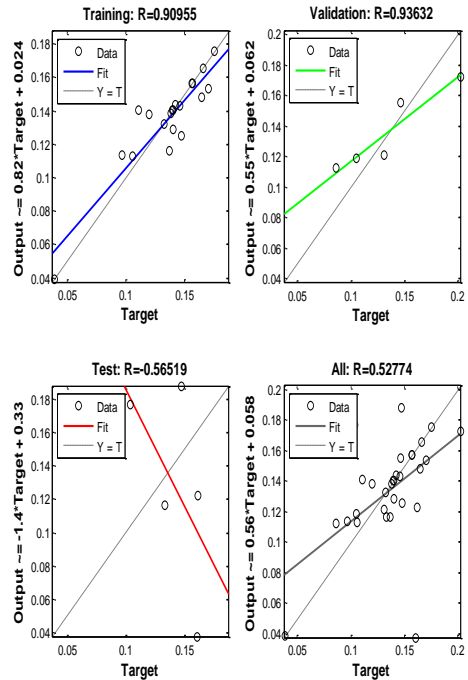 Training: R=0.90955
Output ~= 0.82*Target + 0.024
0.18
0.16
0.14
0.12
0.1
0.08
0.06
0.04
Data
Fit
Y = T
0.05 0.1 0.15
Target
Validation: R=0.93632
Output ~= 0.55*Target + 0.062
0.2
0.18
0.16
0.14
0.12
0.1
0.08
0.06
0.04
Data
Fit
Y = T
0.05 0.1 0.15 0.2
Target
Test: R=-0.56519
Output ~=-1.4*Target + 0.33
0.18
0.16
0.14
0.12
0.1
0.08
0.06
0.04
Data
Fit
Y = T
0.05 0.1 0.15
Target
All: R=0.52774
Output ~= 0.56*Target + 0.058
0.2
0.18
0.16
0.14
0.12
0.1
0.08
0.06
0.04
Data
Fit
Y = T
0.05 0.1 0.15 0.2
Target